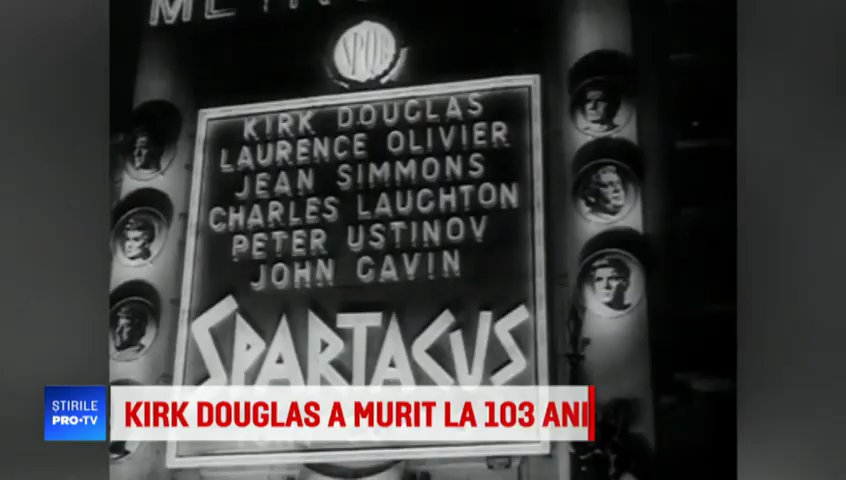 SPQR
KIRK DOUGLAS
LAURENCE OLIVIER
JEAN SIMMONS
CHARLES LAUGHTON
PETER USTINOV
JOHN GAVIN
SPARTACUS
ȘTIRILE
PRO•TV
KIRK DOUGLAS A MURIT LA 103 ANI